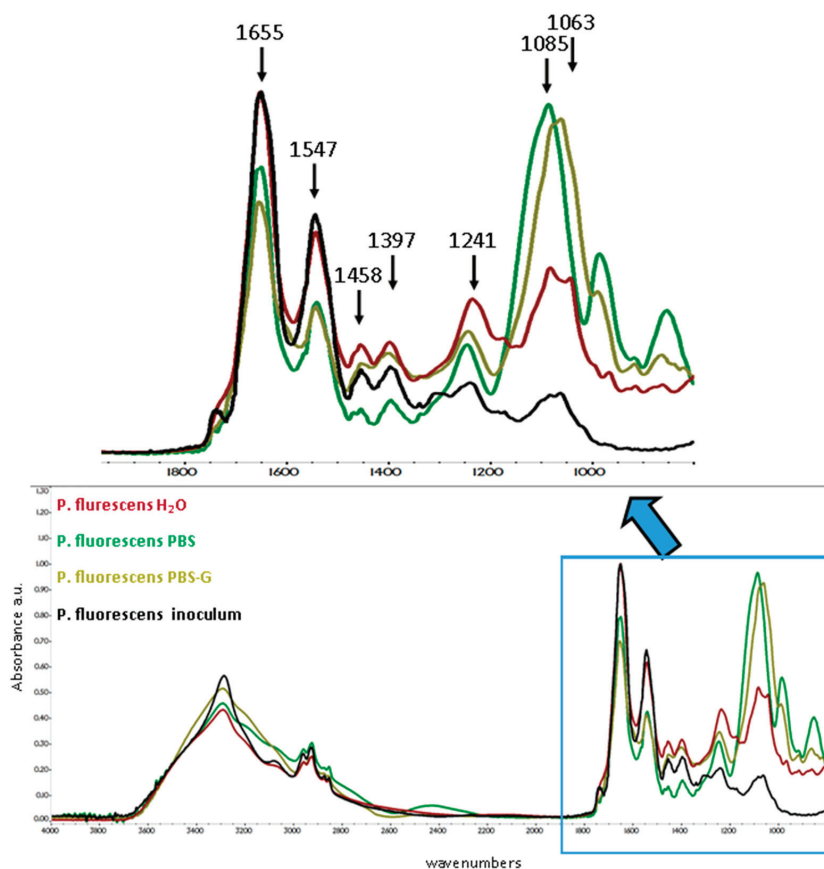 1655
1547
1458
1397
1241
1085
1063
1800 1600 1400 1200 1000
P. flurescens H₂O
P. fluorescens PBS
P. fluorescens PBS-G
P. fluorescens inoculum
Absorbance a.u.
1.30
1.20
1.10
1.00
0.90
0.80
0.70
0.60
0.50
0.40
0.30
0.20
0.10
0.00
4000 3600 3400 3200 3000 2800 2600 2400 2200 2000 1800 1600 1400 1200 1000
wavenumbers